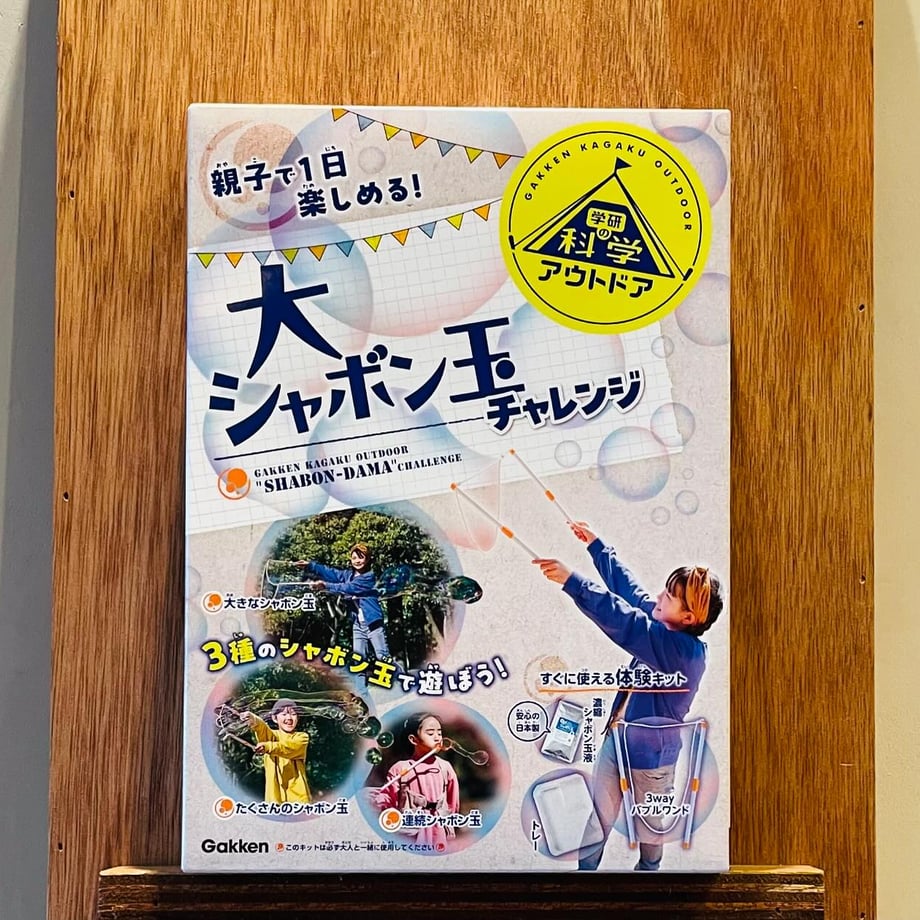 親子で1日
楽しめる!
GAKKEN KAGAKU OUTDOOR
学研
の
科学
アウトドア
大
シャボン玉
チャレンジ
GAKKEN KAGAKU OUTDOOR
"SHABON-DAMA" CHALLENGE
大きなシャボン玉
3種のシャボン玉で遊ぼう!
たくさんのシャボン玉
連続シャボン玉
すぐに使える体験キット
安心の
日本製
濃縮
シャボン玉液
トレー
3way
バブルワンド
Gakken
このキットは必ず大人と一緒に使用してください